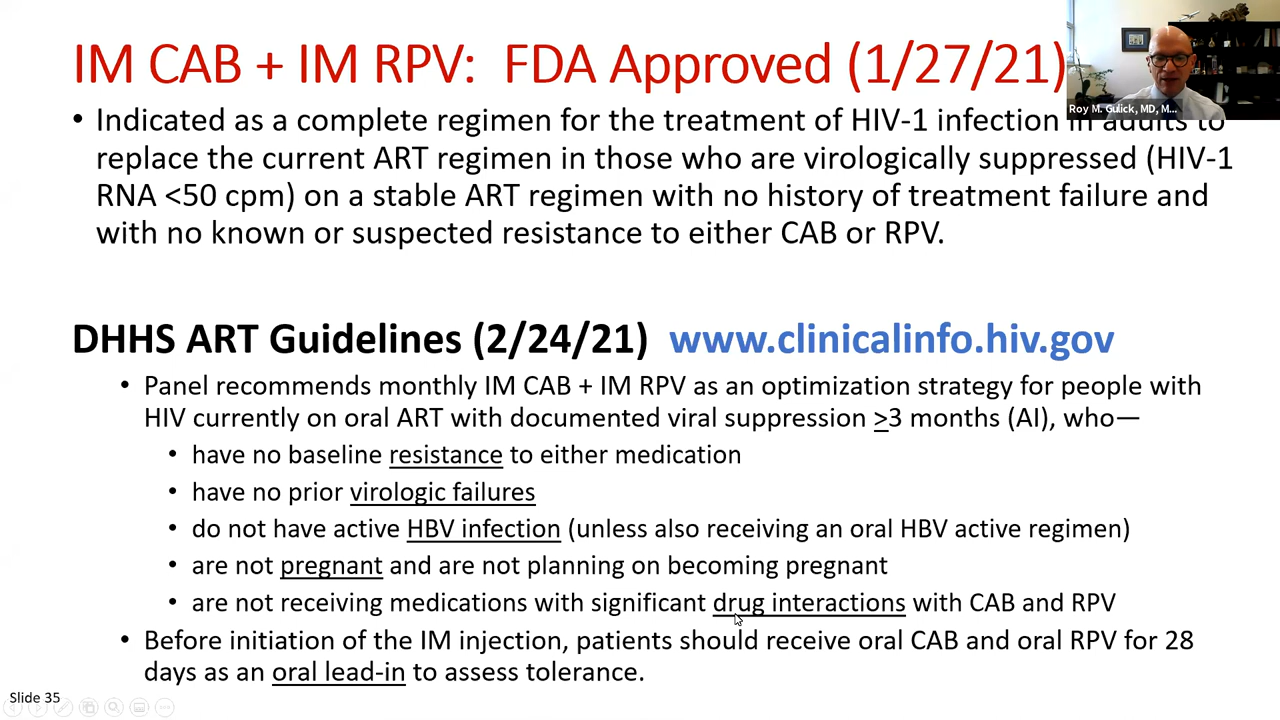 IM CAB + IM RPV: FDA Approved (1/27/21)
Roy M. Gulick, MD, M...
• Indicated as a complete regimen for the treatment of HIV-1 infection in adults to
replace the current ART regimen in those who are virologically suppressed (HIV-1
RNA <50 cpm) on a stable ART regimen with no history of treatment failure and
with no known or suspected resistance to either CAB or RPV.
DHHS ART Guidelines (2/24/21) www.clinicalinfo.hiv.gov
• Panel recommends monthly IM CAB + IM RPV as an optimization strategy for people with
HIV currently on oral ART with documented viral suppression >3 months (AI), who—
• have no baseline resistance to either medication
• have no prior virologic failures
• do not have active HBV infection (unless also receiving an oral HBV active regimen)
• are not pregnant and are not planning on becoming pregnant
• are not receiving medications with significant drug interactions with CAB and RPV
• Before initiation of the IM injection, patients should receive oral CAB and oral RPV for 28
days as an oral lead-in to assess tolerance.
Slide 35